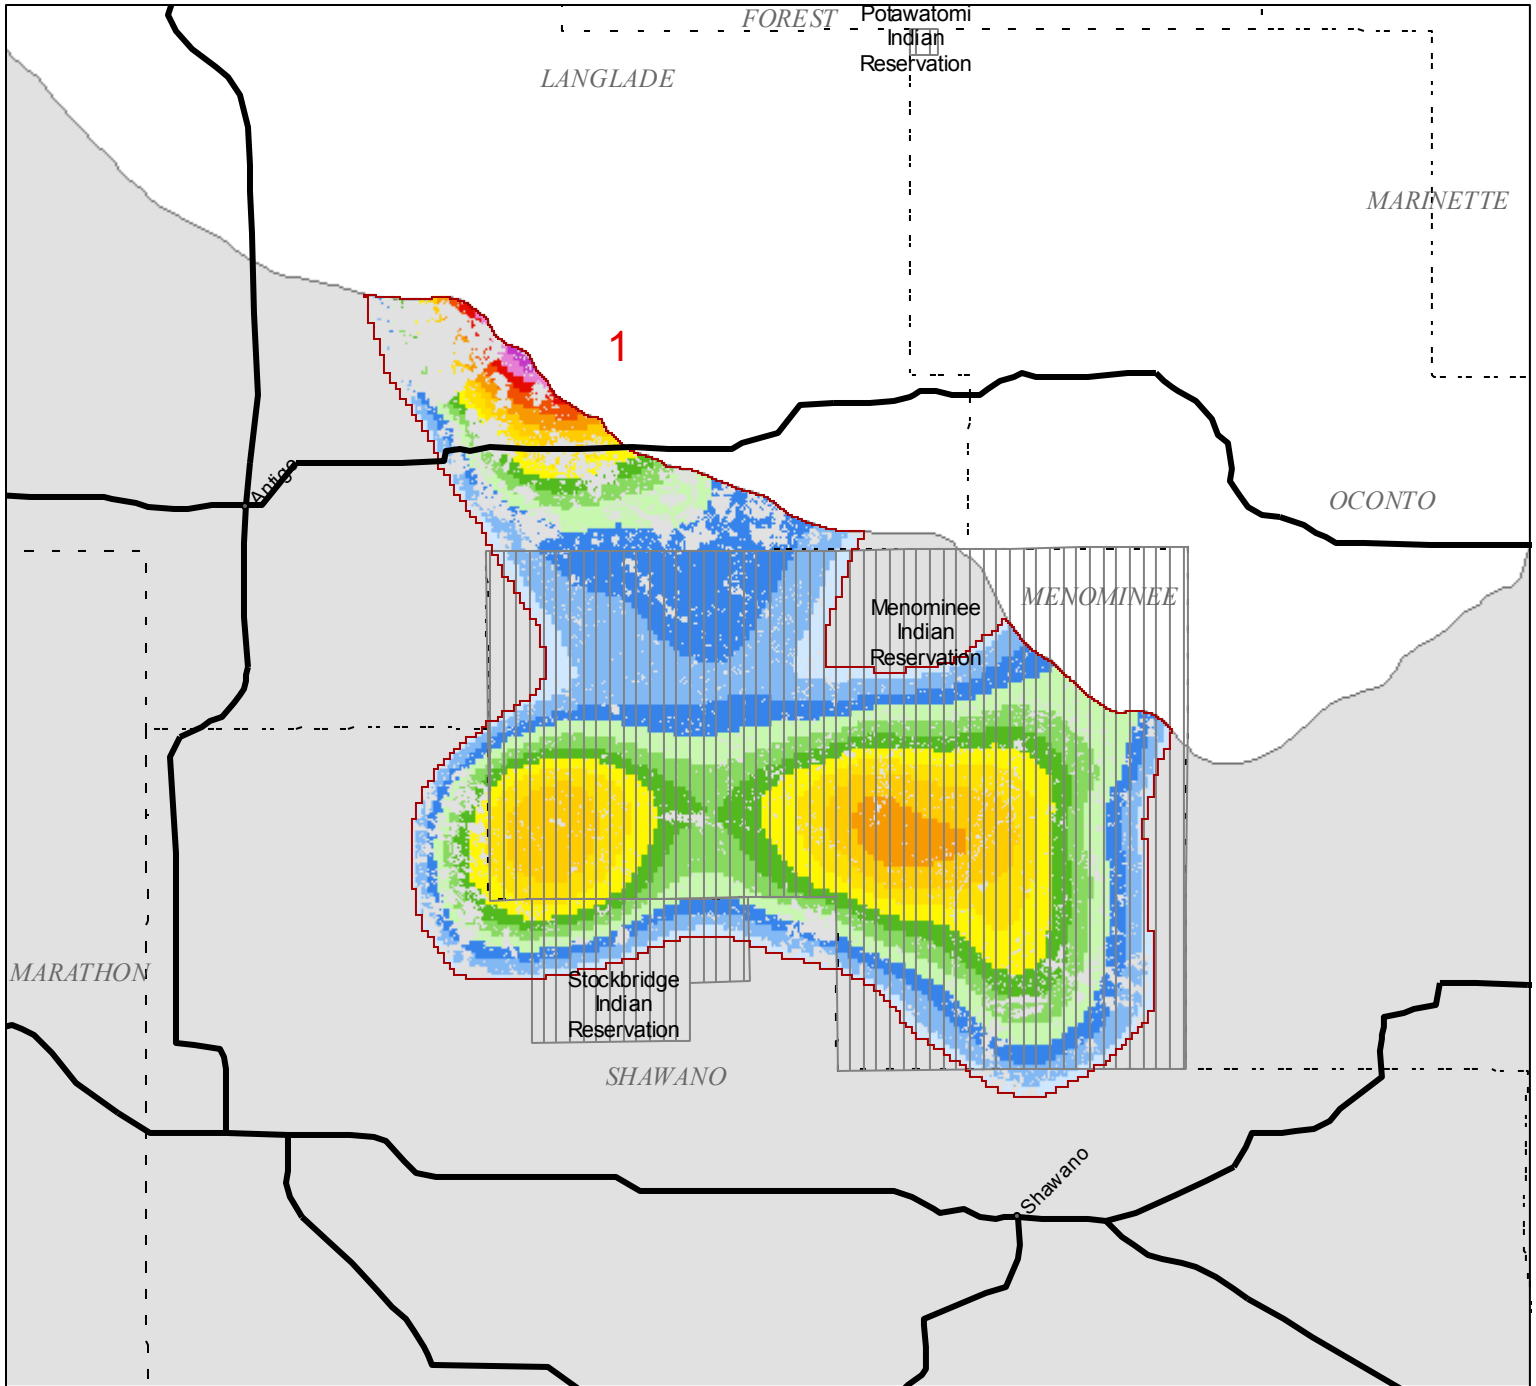 FOREST
Potawatomi
Indian
Reservation
LANGLADE
MARINETTE
1
Antigo
OCONTO
MENOMINEE
Menominee
Indian
Reservation
MARATHON
Stockbridge
Indian
Reservation
SHAWANO
Shawano